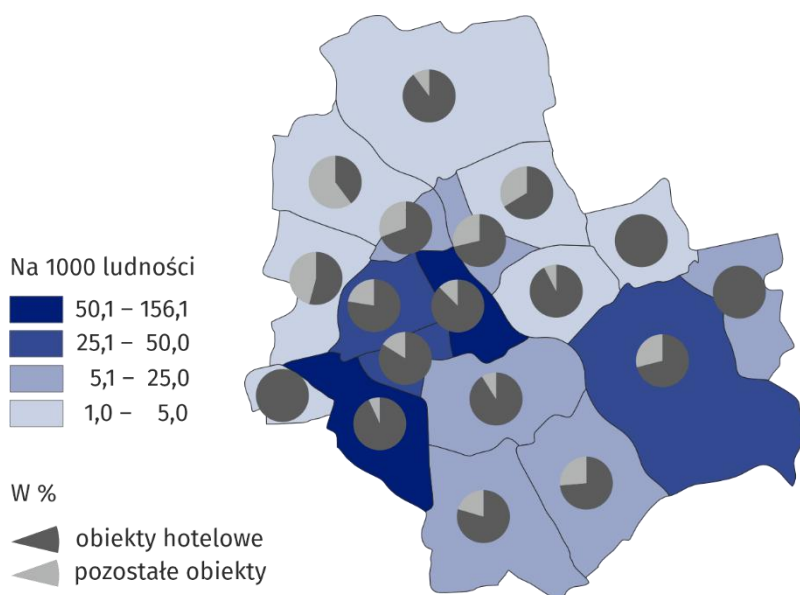 Na 1000 ludności
50,1 – 156,1
25,1 – 50,0
5,1 – 25,0
1,0 – 5,0
W %
obiekty hotelowe
pozostałe obiekty